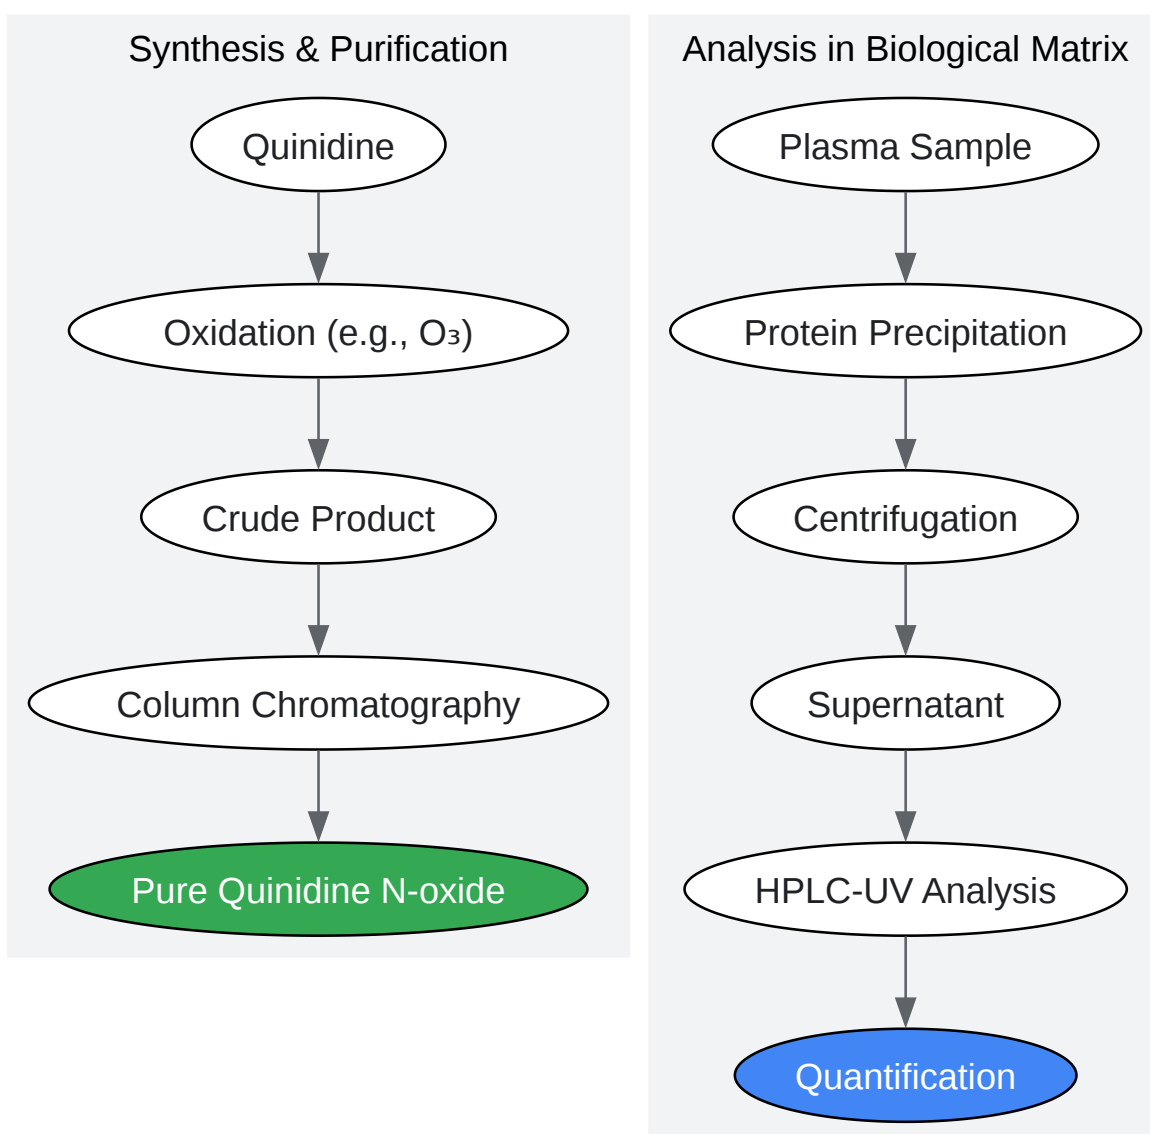 Synthesis & Purification
Quinidine
Oxidation (e.g., O₃)
Crude Product
Column Chromatography
Pure Quinidine N-oxide
Analysis in Biological Matrix
Plasma Sample
Protein Precipitation
Centrifugation
Supernatant
HPLC-UV Analysis
Quantification